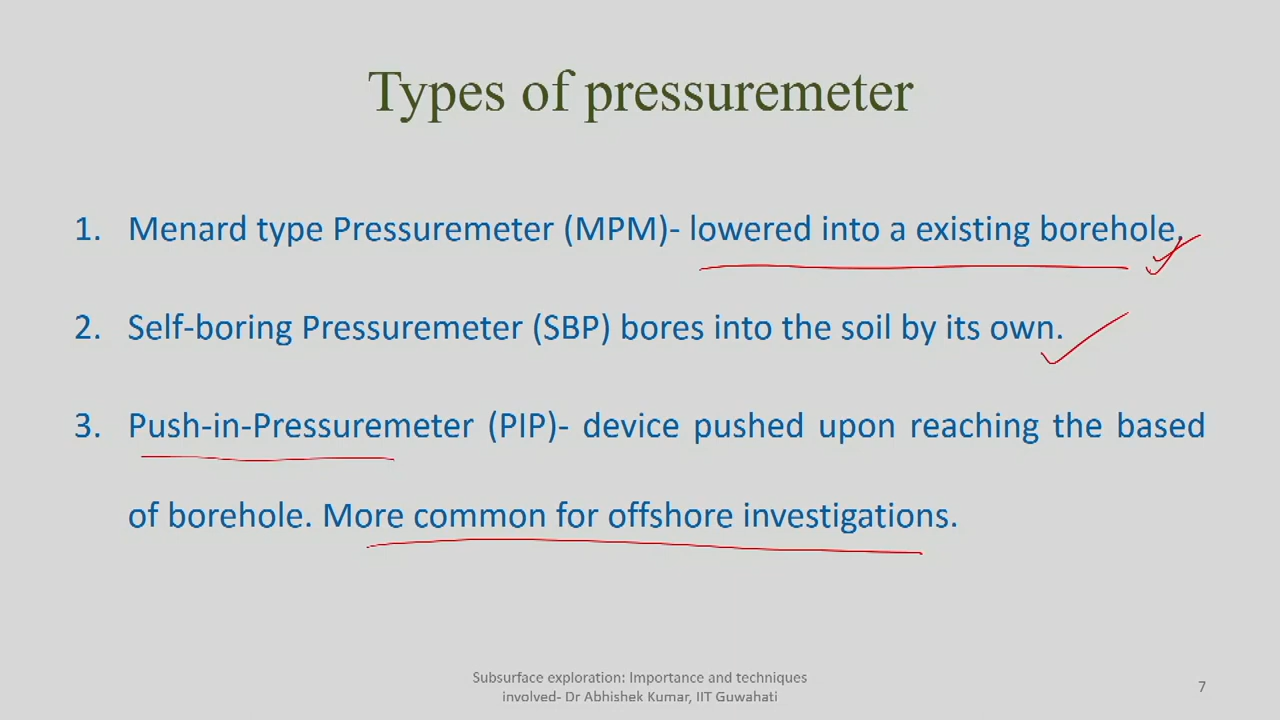 Types of pressuremeter
1. Menard type Pressuremeter (MPM)- lowered into a existing borehole.
2. Self-boring Pressuremeter (SBP) bores into the soil by its own.
3. Push-in-Pressuremeter (PIP)- device pushed upon reaching the based
of borehole. More common for offshore investigations.
Subsurface exploration: Importance and techniques
involved- Dr Abhishek Kumar, IIT Guwahati
7